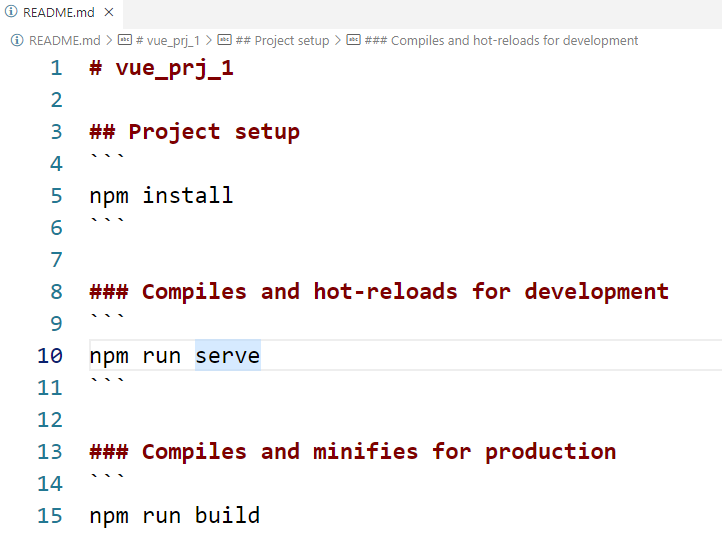 README.md ×
README.md > # vue_prj_1 > ## Project setup > ### Compiles and hot-reloads for development
1 # vue_prj_1
2
3 ## Project setup
4 ```
5 npm install
6 ```
7
8 ### Compiles and hot-reloads for development
9 ```
10 npm run serve
11 ```
12
13 ### Compiles and minifies for production
14 ```
15 npm run build